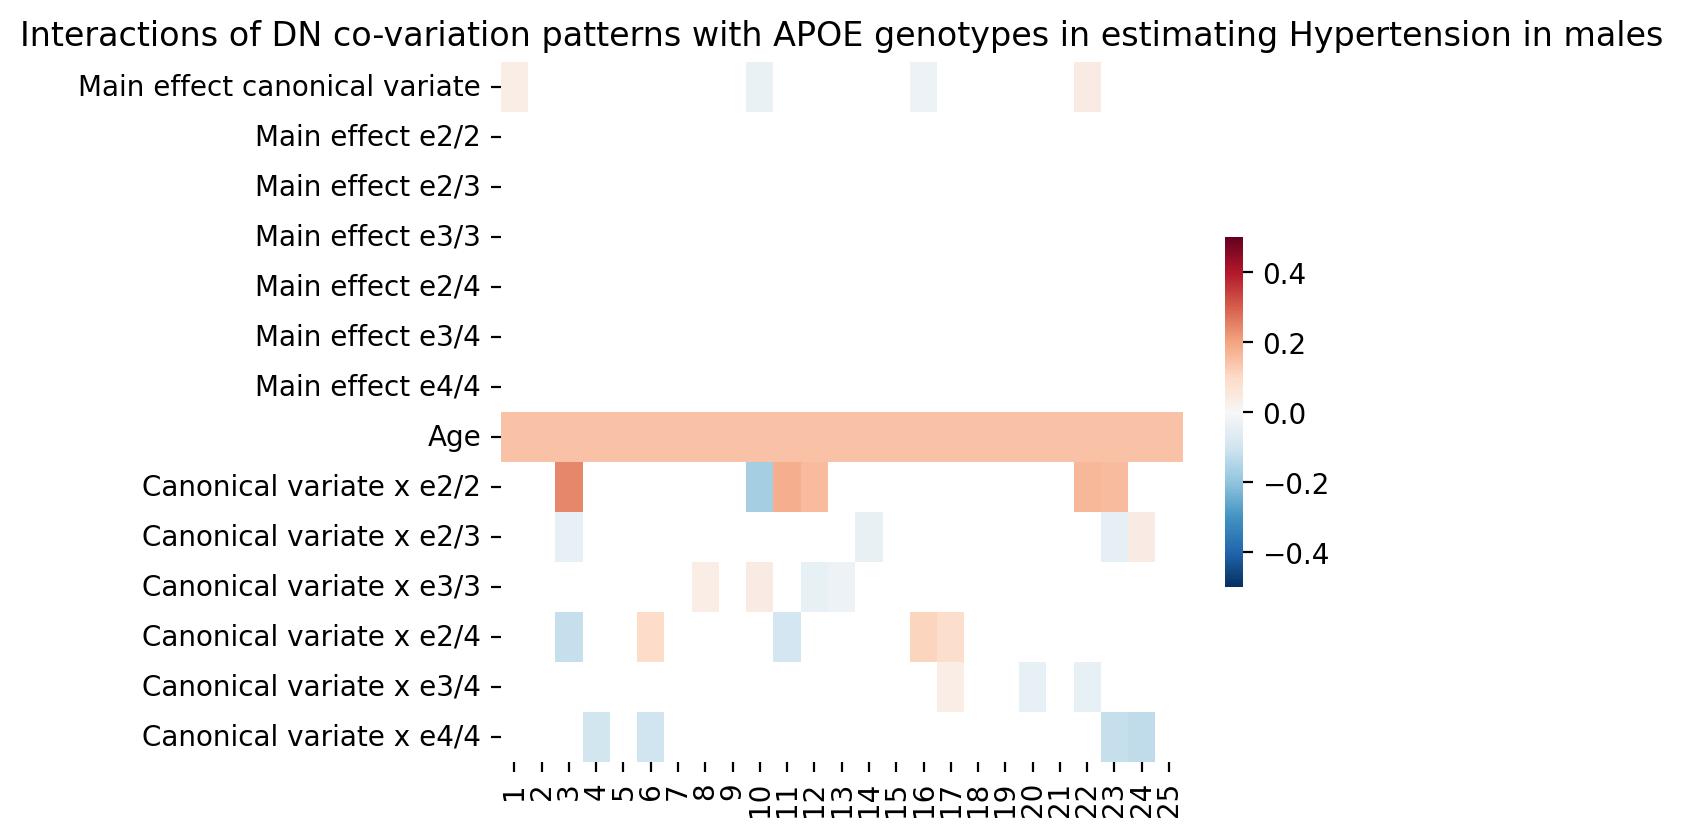 Interactions of DN co-variation patterns with APOE genotypes in estimating Hypertension in males
Main effect canonical variate
Main effect e2/2
Main effect e2/3
Main effect e3/3
Main effect e2/4
Main effect e3/4
Main effect e4/4
Age
Canonical variate x e2/2
Canonical variate x e2/3
Canonical variate x e3/3
Canonical variate x e2/4
Canonical variate x e3/4
Canonical variate x e4/4
1 2 3 4 5 6 7 8 9 10 11 12 13 14 15 16 17 18 19 20 21 22 23 24 25
0.4
0.2
0.0
−0.2
−0.4